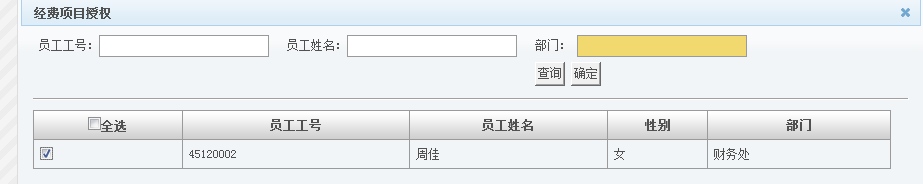 经费项目授权
员工工号： 员工姓名： 部门：
查询 确定
全选 员工工号 员工姓名 性别 部门
45120002 周佳 女 财务处